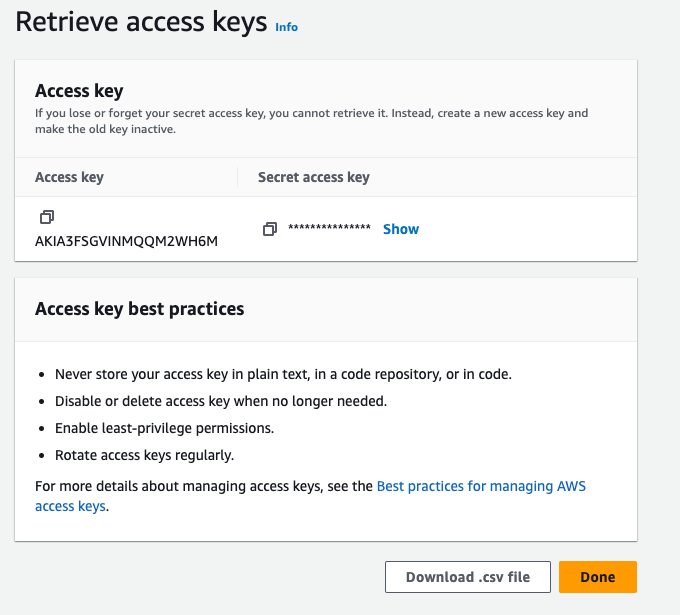 Retrieve access keys Info
Access key
If you lose or forget your secret access key, you cannot retrieve it. Instead, create a new access key and
make the old key inactive.
Access key Secret access key
AKIA3FSGVINMQQM2WH6M
*************** Show
Access key best practices
• Never store your access key in plain text, in a code repository, or in code.
• Disable or delete access key when no longer needed.
• Enable least-privilege permissions.
• Rotate access keys regularly.
For more details about managing access keys, see the Best practices for managing AWS
access keys.
Download .csv file Done